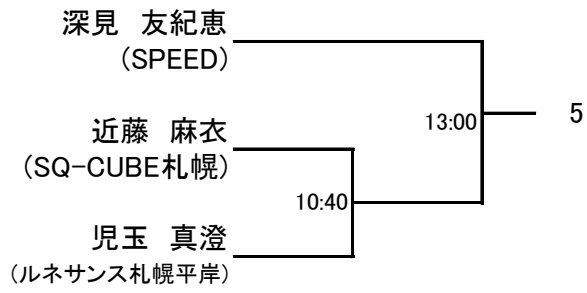 深見　友紀恵
(SPEED)
13:00
5
近藤　麻衣
(SQ-CUBE札幌)
10:40
児玉　真澄
(ルネサンス札幌平岸)